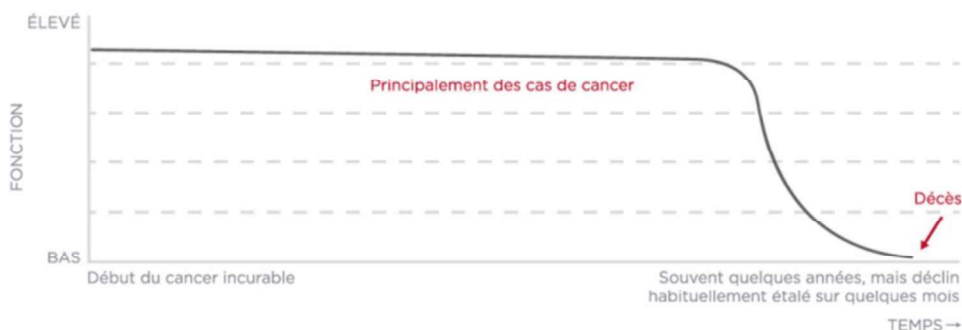 ÉLEVÉ
Principalement des cas de cancer
FONCTION
Décès
BAS
Début du cancer incurable
Souvent quelques années, mais déclin
habituellement étalé sur quelques mois
TEMPS →